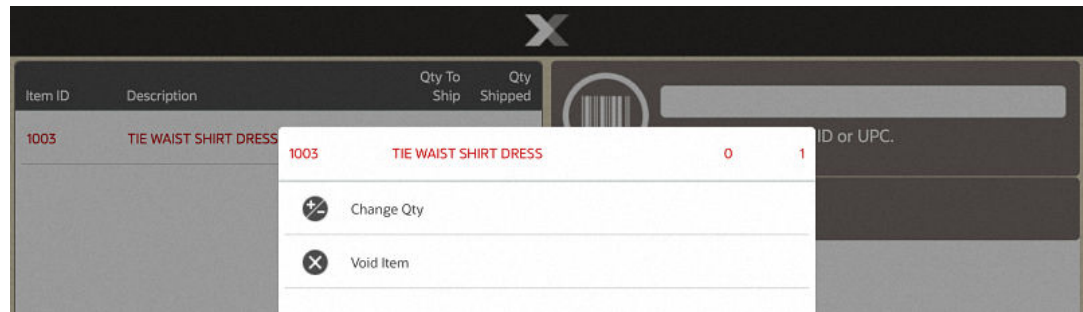 Item ID Description Qty To Ship Qty Shipped
1003 TIE WAIST SHIRT DRESS
ID or UPC.
1003 TIE WAIST SHIRT DRESS 0 1
Change Qty
Void Item